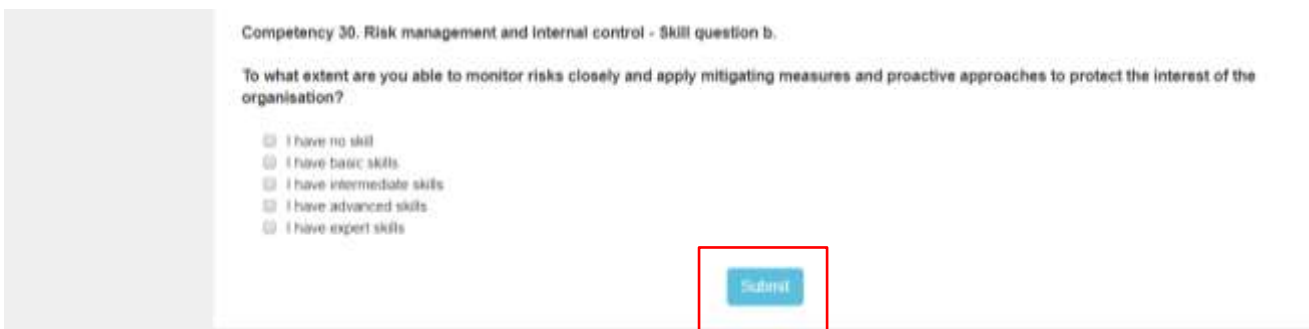 Competency 30. Risk management and Internal control - Skill question b.
To what extent are you able to monitor risks closely and apply mitigating measures and proactive approaches to protect the interest of the
organisation?
I have no skill
I have basic skills
I have intermediate skills
I have advanced skills
I have expert skills
Submit